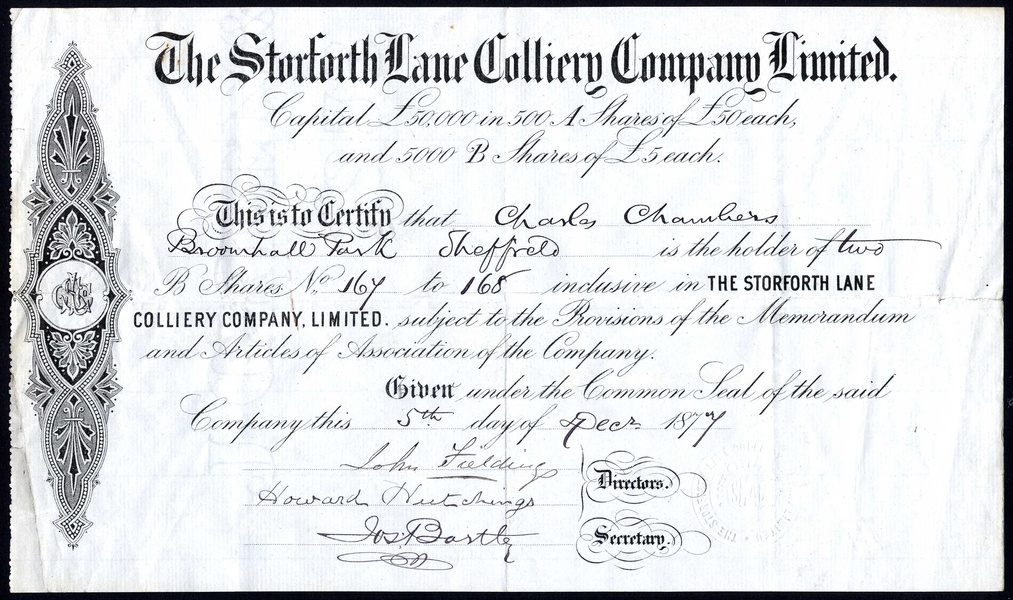 The Storforth Lane Colliery Company Limited.
Capital £50,000 in 500 A Shares of £50 each,
and 5000 B Shares of £5 each.
This is to Certify that Charles Chambers
Broomhall Park Sheffield is the holder of two
B Shares No. 167 to 168 inclusive in THE STORFORTH LANE
COLLIERY COMPANY, LIMITED. subject to the Provisions of the Memorandum
and Articles of Association of the Company.
Given under the Common Seal of the said
Company this 5th day of Decr 1877
John Fielding
Directors.
Howard Hutchings
Jos. Bartley
Secretary.